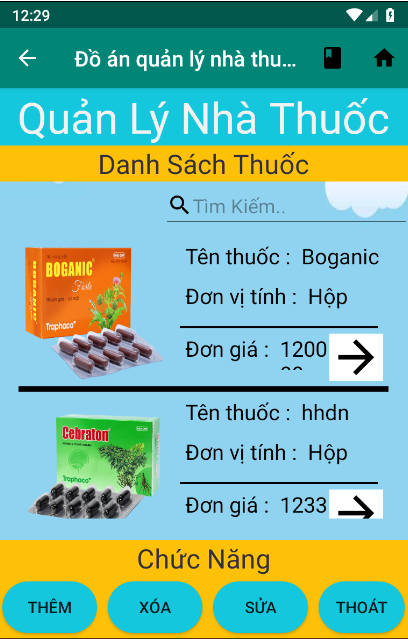 12:29
Đồ án quản lý nhà thu...
Quản Lý Nhà Thuốc
Danh Sách Thuốc
Tìm Kiếm..
BOGANIC
Forte
BOGANIC
Traphaco
Tên thuốc : Boganic
Đơn vị tính : Hộp
Đơn giá : 1200
Cebraton
Traphaco
Tên thuốc : hhdn
Đơn vị tính : Hộp
Đơn giá : 1233
Chức Năng
THÊM XÓA SỬA THOÁT